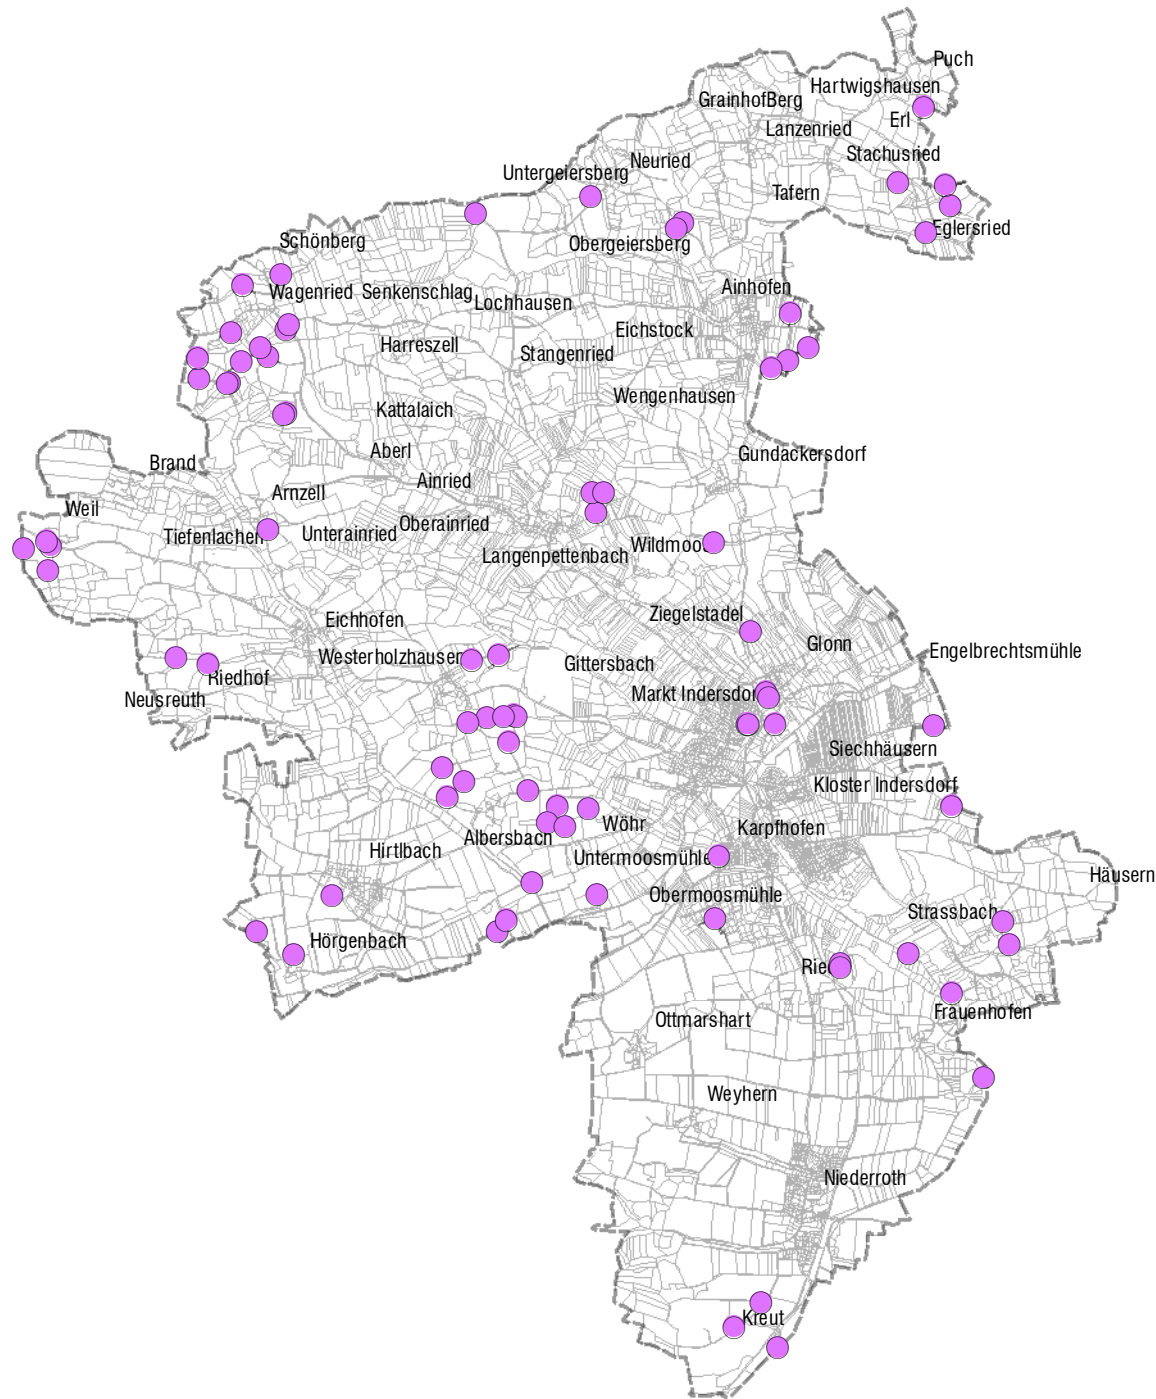 Puch
Hartwigshausen
GrainhofBerg
Erl
Lanzenried
Stachusried
Neuried
Untergeiersberg
Tafern
Eglersried
Schönberg
Obergeiersberg
Ainhofen
Wagenried
Senkenschlag
Lochhausen
Eichstock
Harreszell
Stangenried
Wengenhausen
Kattalaich
Aberl
Gundackersdorf
Brand
Ainried
Arnzell
Weil
Oberainried
Unterainried
Tiefenlachen
Wildmoos
Langenpettenbach
Ziegelstadel
Eichhofen
Glonn
Engelbrechtsmühle
Westerholzhausen
Gittersbach
Riedhof
Markt Indersdorf
Neusreuth
Siechhäusern
Kloster Indersdorf
Wöhr
Karpfhofen
Albersbach
Hirtlbach
Untermoosmühle
Häusern
Obermoosmühle
Strassbach
Hörgenbach
Ried
Frauenhofen
Ottmarshart
Weyhern
Niederroth
Kreut